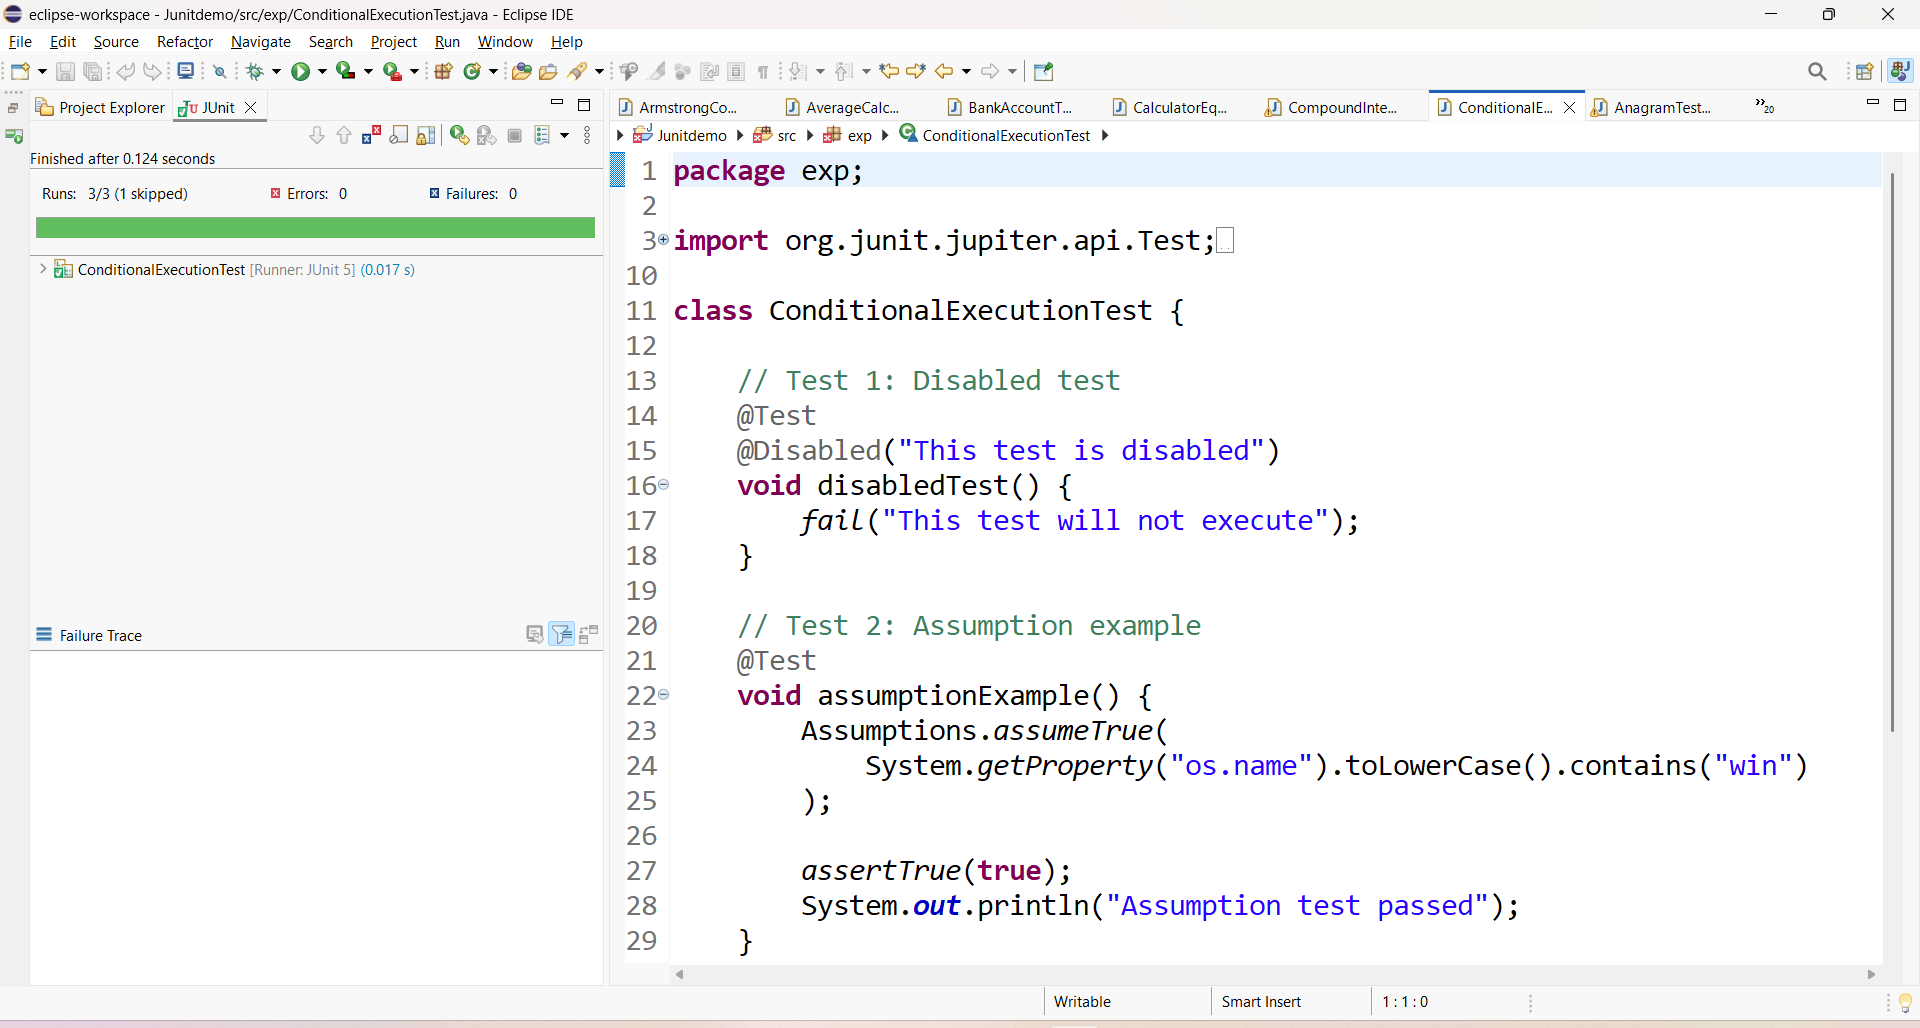 eclipse-workspace - Junitdemo/src/exp/ConditionalExecutionTest.java - Eclipse IDE
File Edit Source Refactor Navigate Search Project Run Window Help
Project Explorer JUnit
Finished after 0.124 seconds
Runs: 3/3 (1 skipped) Errors: 0 Failures: 0
ConditionalExecutionTest [Runner: JUnit 5] (0.017 s)
Failure Trace
ArmstrongCo... AverageCalc... BankAccountT... CalculatorEq... CompoundInte... ConditionalE... AnagramTest... »20
Junitdemo src exp ConditionalExecutionTest
1 package exp;
2
3 import org.junit.jupiter.api.Test;
10
11 class ConditionalExecutionTest {
12
13 // Test 1: Disabled test
14 @Test
15 @Disabled("This test is disabled")
16 void disabledTest() {
17 fail("This test will not execute");
18 }
19
20 // Test 2: Assumption example
21 @Test
22 void assumptionExample() {
23 Assumptions.assumeTrue(
24 System.getProperty("os.name").toLowerCase().contains("win")
25 );
26
27 assertTrue(true);
28 System.out.println("Assumption test passed");
29 }
Writable Smart Insert 1 : 1 : 0